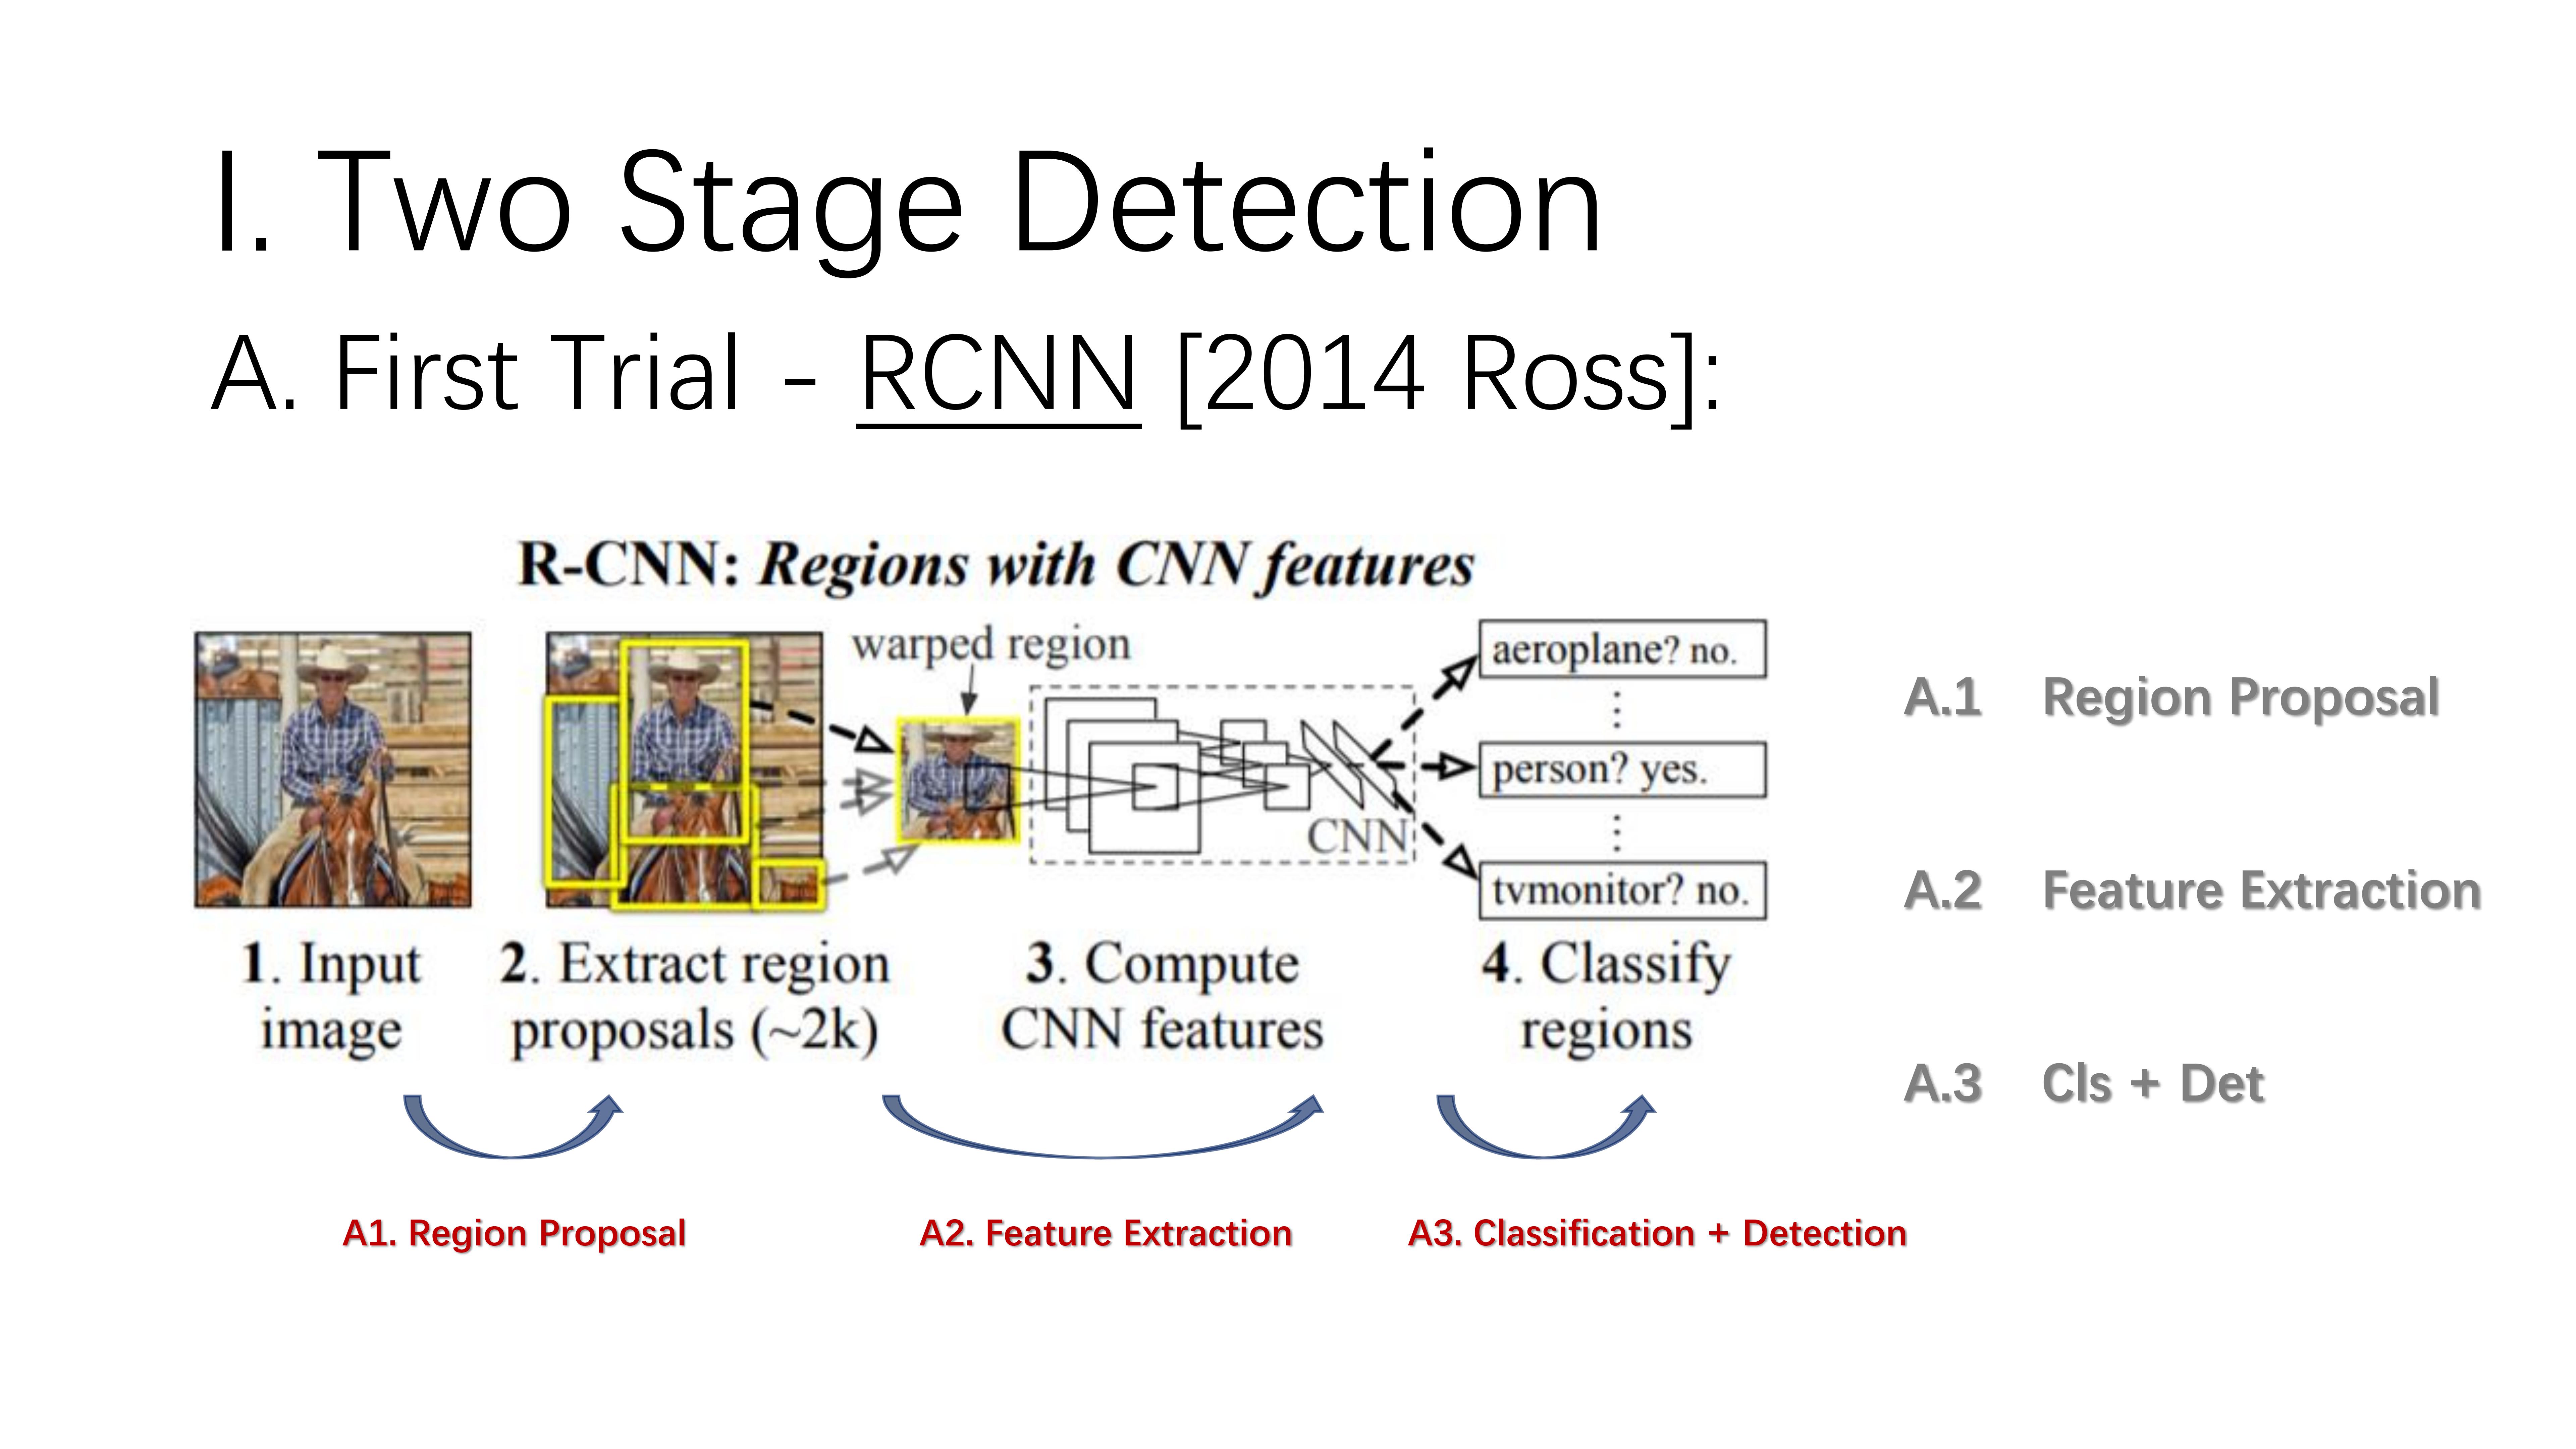 I. Two Stage Detection
A. First Trial - RCNN [2014 Ross]:
R-CNN: Regions with CNN features
warped region
aeroplane? no.
person? yes.
CNN
tvmonitor? no.
1. Input
image
2. Extract region
proposals (~2k)
3. Compute
CNN features
4. Classify
regions
A1. Region Proposal
A2. Feature Extraction
A3. Classification + Detection
A.1 Region Proposal
A.2 Feature Extraction
A.3 Cls + Det